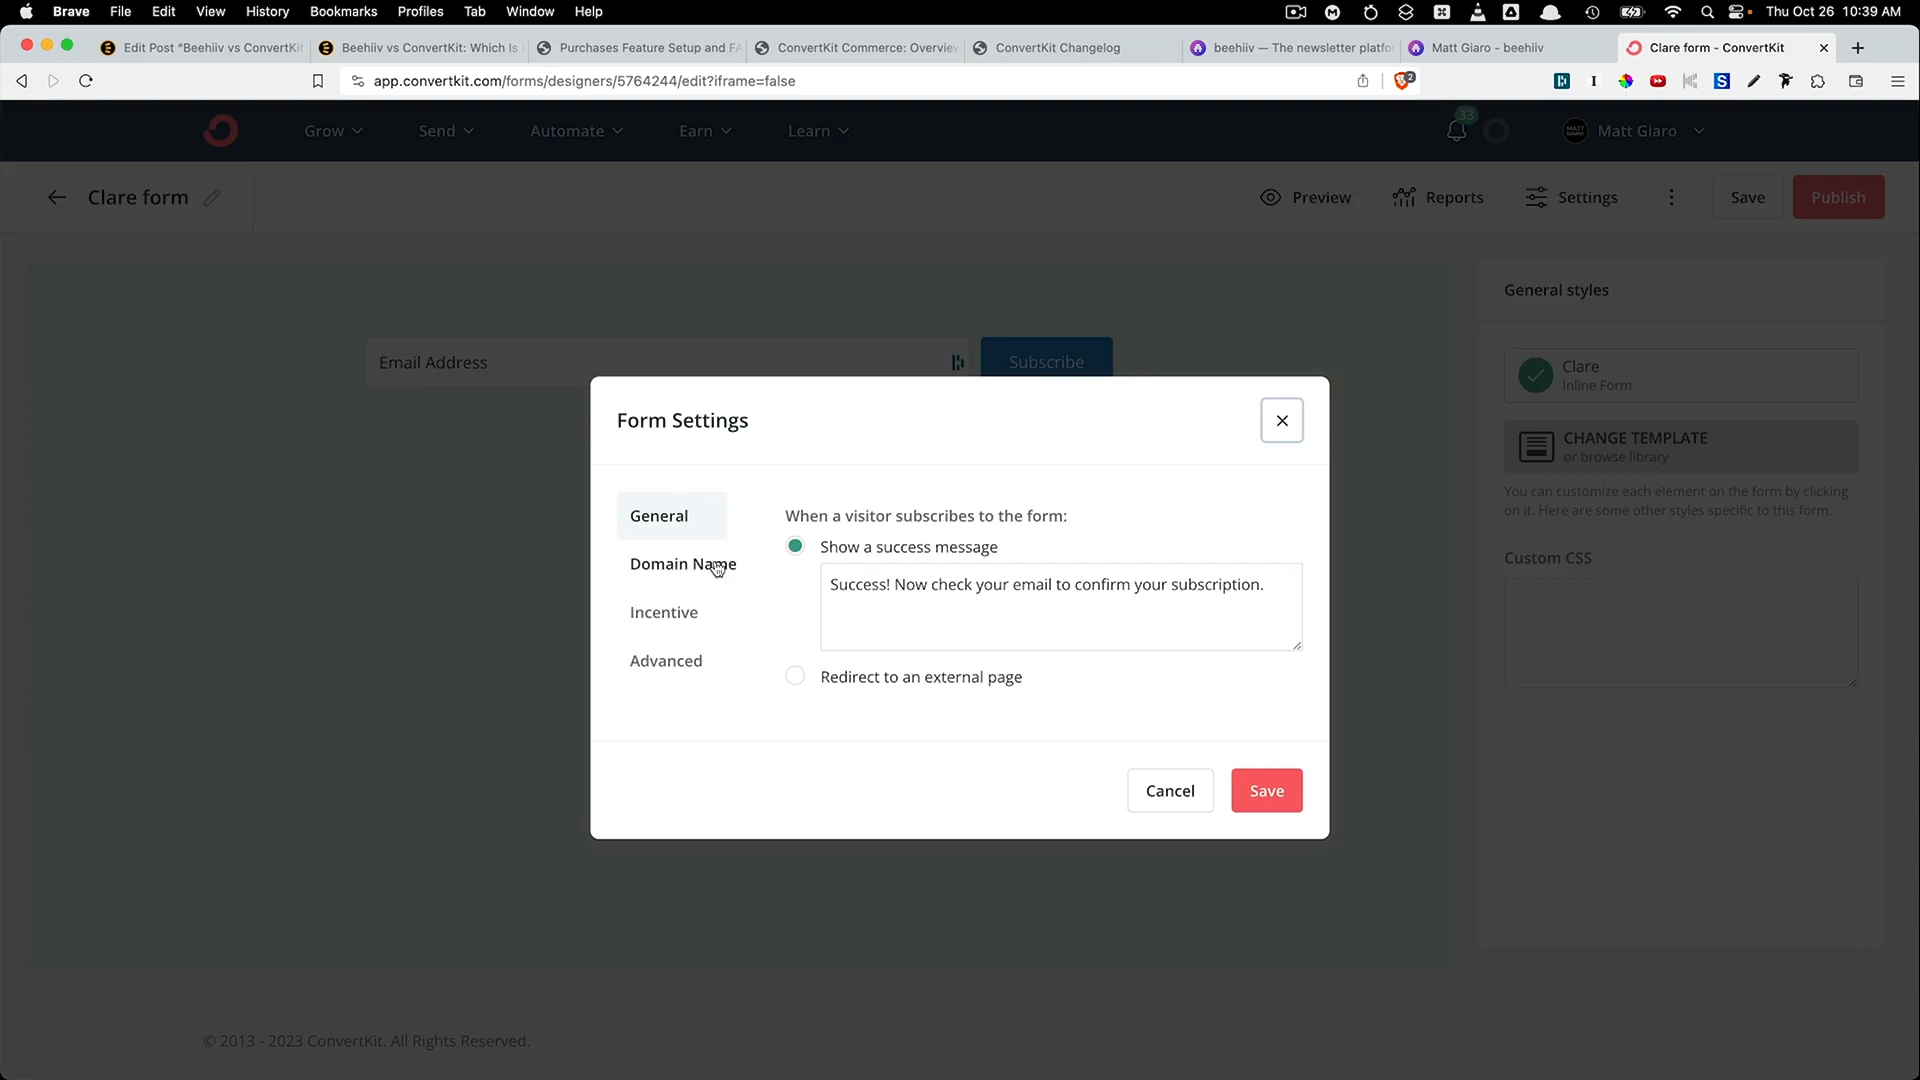 Brave File Edit View History Bookmarks Profiles Tab Window Help Thu Oct 26 10:39 AM
Edit Post "Beehiiv vs ConvertKit Beehiiv vs ConvertKit: Which Is Purchases Feature Setup and FA ConvertKit Commerce: Overview ConvertKit Changelog beehiiv — The newsletter platfor Matt Giaro - beehiiv Clare form - ConvertKit
app.convertkit.com/forms/designers/5764244/edit?iframe=false 2
Grow Send Automate Earn Learn 33 Matt Giaro
Clare form Preview Reports Settings Save Publish
General styles
Email Address Subscribe
Clare
Inline Form
CHANGE TEMPLATE
or browse library
You can customize each element on the form by clicking
on it. Here are some other styles specific to this form.
Custom CSS
Form Settings
General
Domain Name
Incentive
Advanced
When a visitor subscribes to the form:
Show a success message
Success! Now check your email to confirm your subscription.
Redirect to an external page
Cancel Save
© 2013 - 2023 ConvertKit. All Rights Reserved.